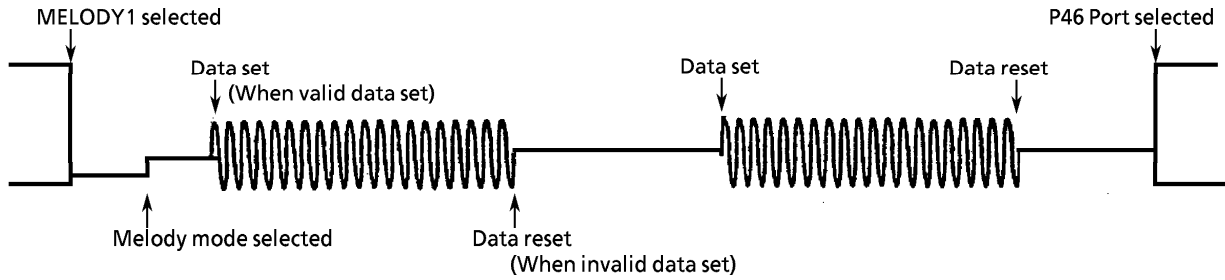 MELODY1 selected
P46 Port selected
Data set
(When valid data set)
Data set
Data reset
Melody mode selected
Data reset
(When invalid data set)